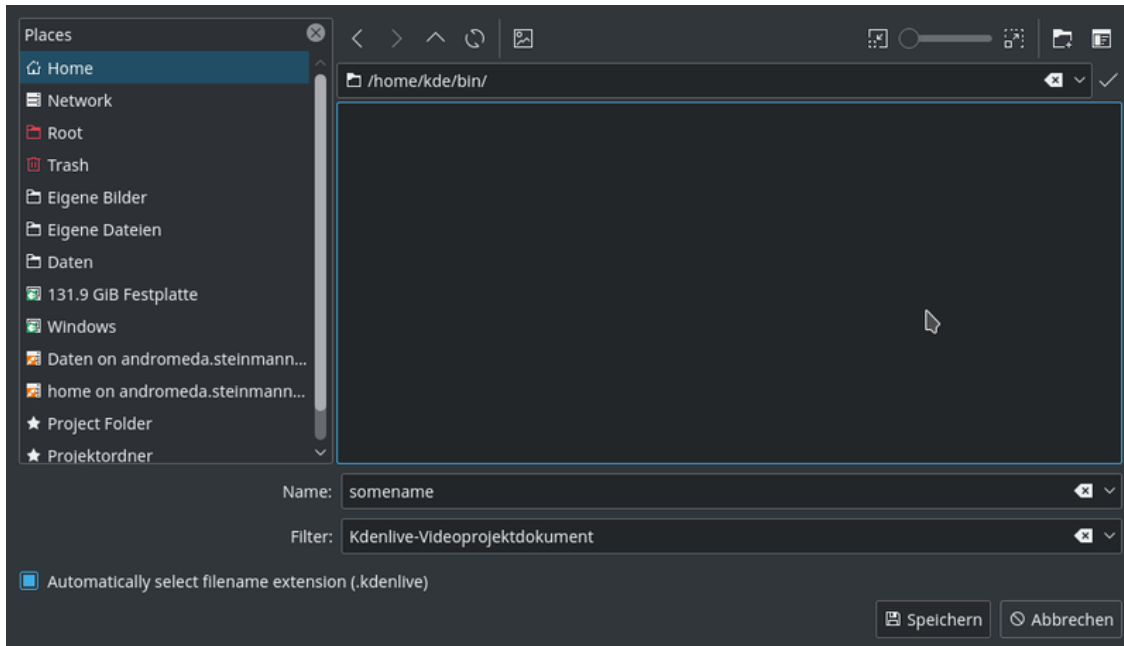 Places
Home
Network
Root
Trash
Eigene Bilder
Eigene Dateien
Daten
131.9 GiB Festplatte
Windows
Daten on andromeda.steinmann...
home on andromeda.steinmann...
Project Folder
Projektordner
/home/kde/bin/
Name: somename
Filter: Kdenlive-Videoprojektdokument
Automatically select filename extension (.kdenlive)
Speichern Abbrechen